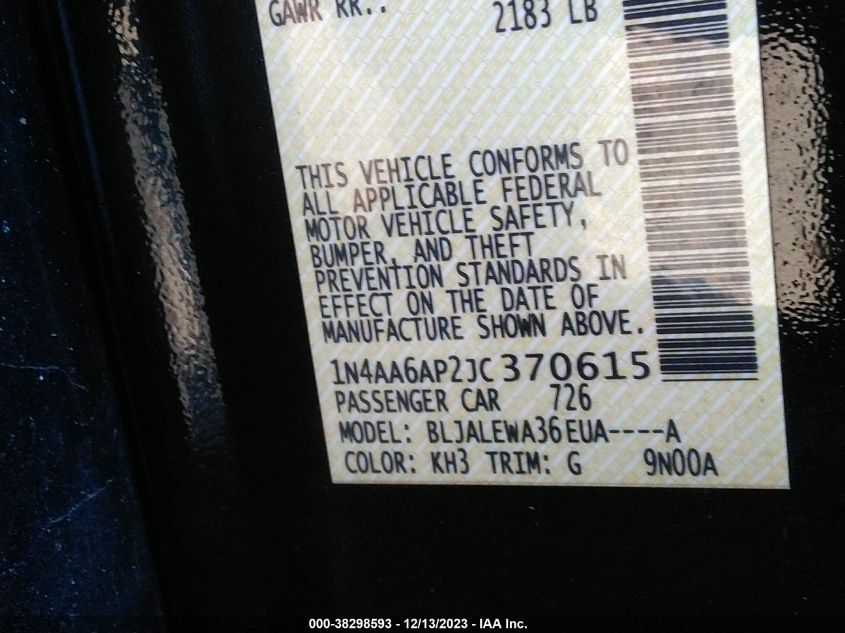 GAWR RR.. 2183 LB
THIS VEHICLE CONFORMS TO
ALL APPLICABLE FEDERAL
MOTOR VEHICLE SAFETY,
BUMPER, AND THEFT
PREVENTION STANDARDS IN
EFFECT ON THE DATE OF
MANUFACTURE SHOWN ABOVE.
1N4AA6AP2JC370615
PASSENGER CAR 726
MODEL: BLJALEWA36EUA----A
COLOR: KH3 TRIM: G 9N00A
000-38298593 - 12/13/2023 - IAA Inc.